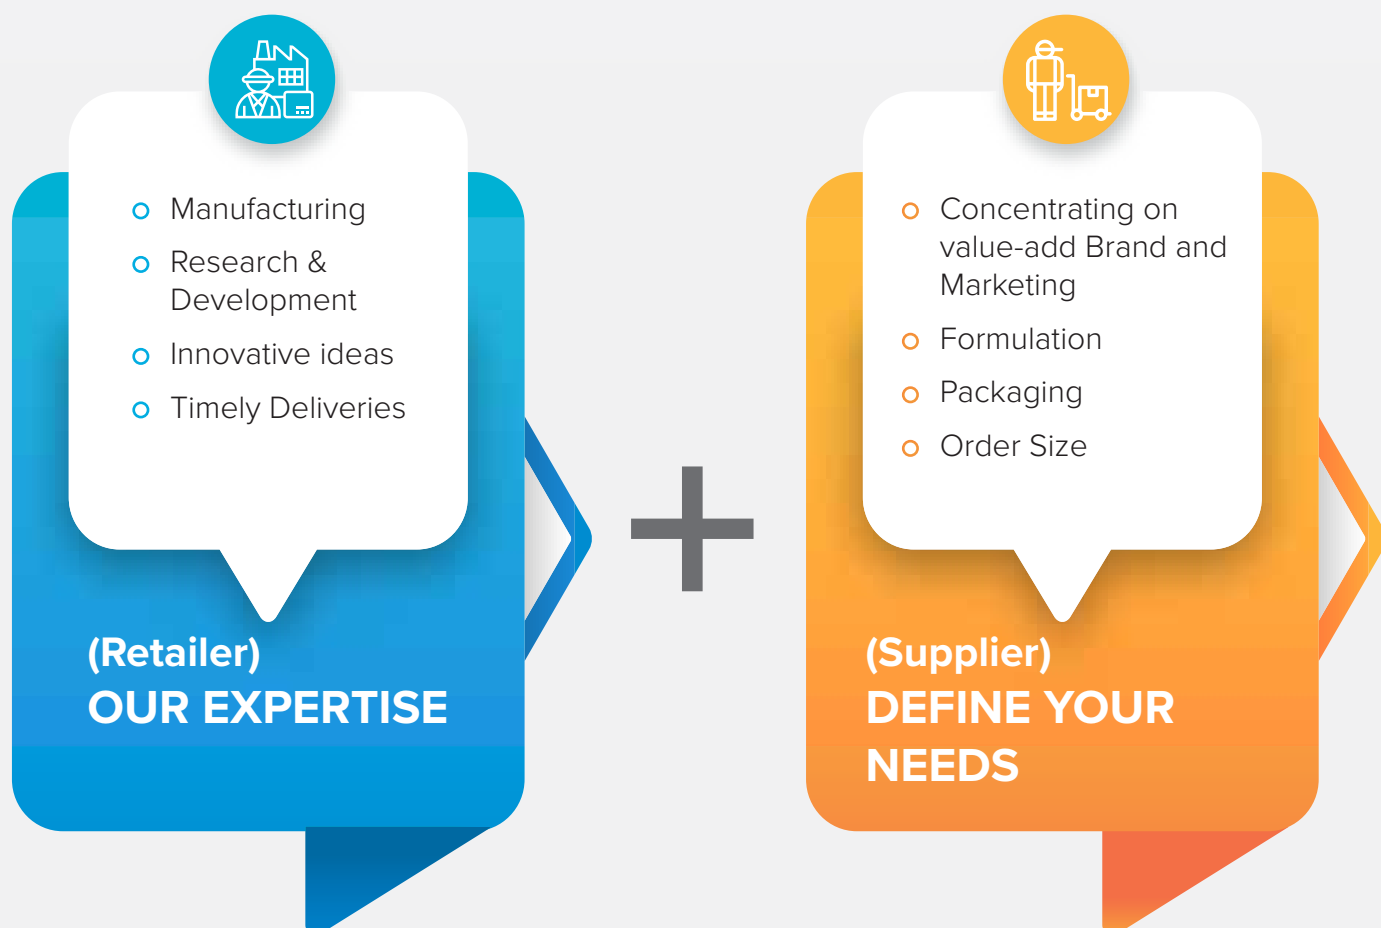 Manufacturing
Research &
Development
Innovative ideas
Timely Deliveries
(Retailer)
OUR EXPERTISE
Concentrating on
value-add Brand and
Marketing
Formulation
Packaging
Order Size
(Supplier)
DEFINE YOUR
NEEDS